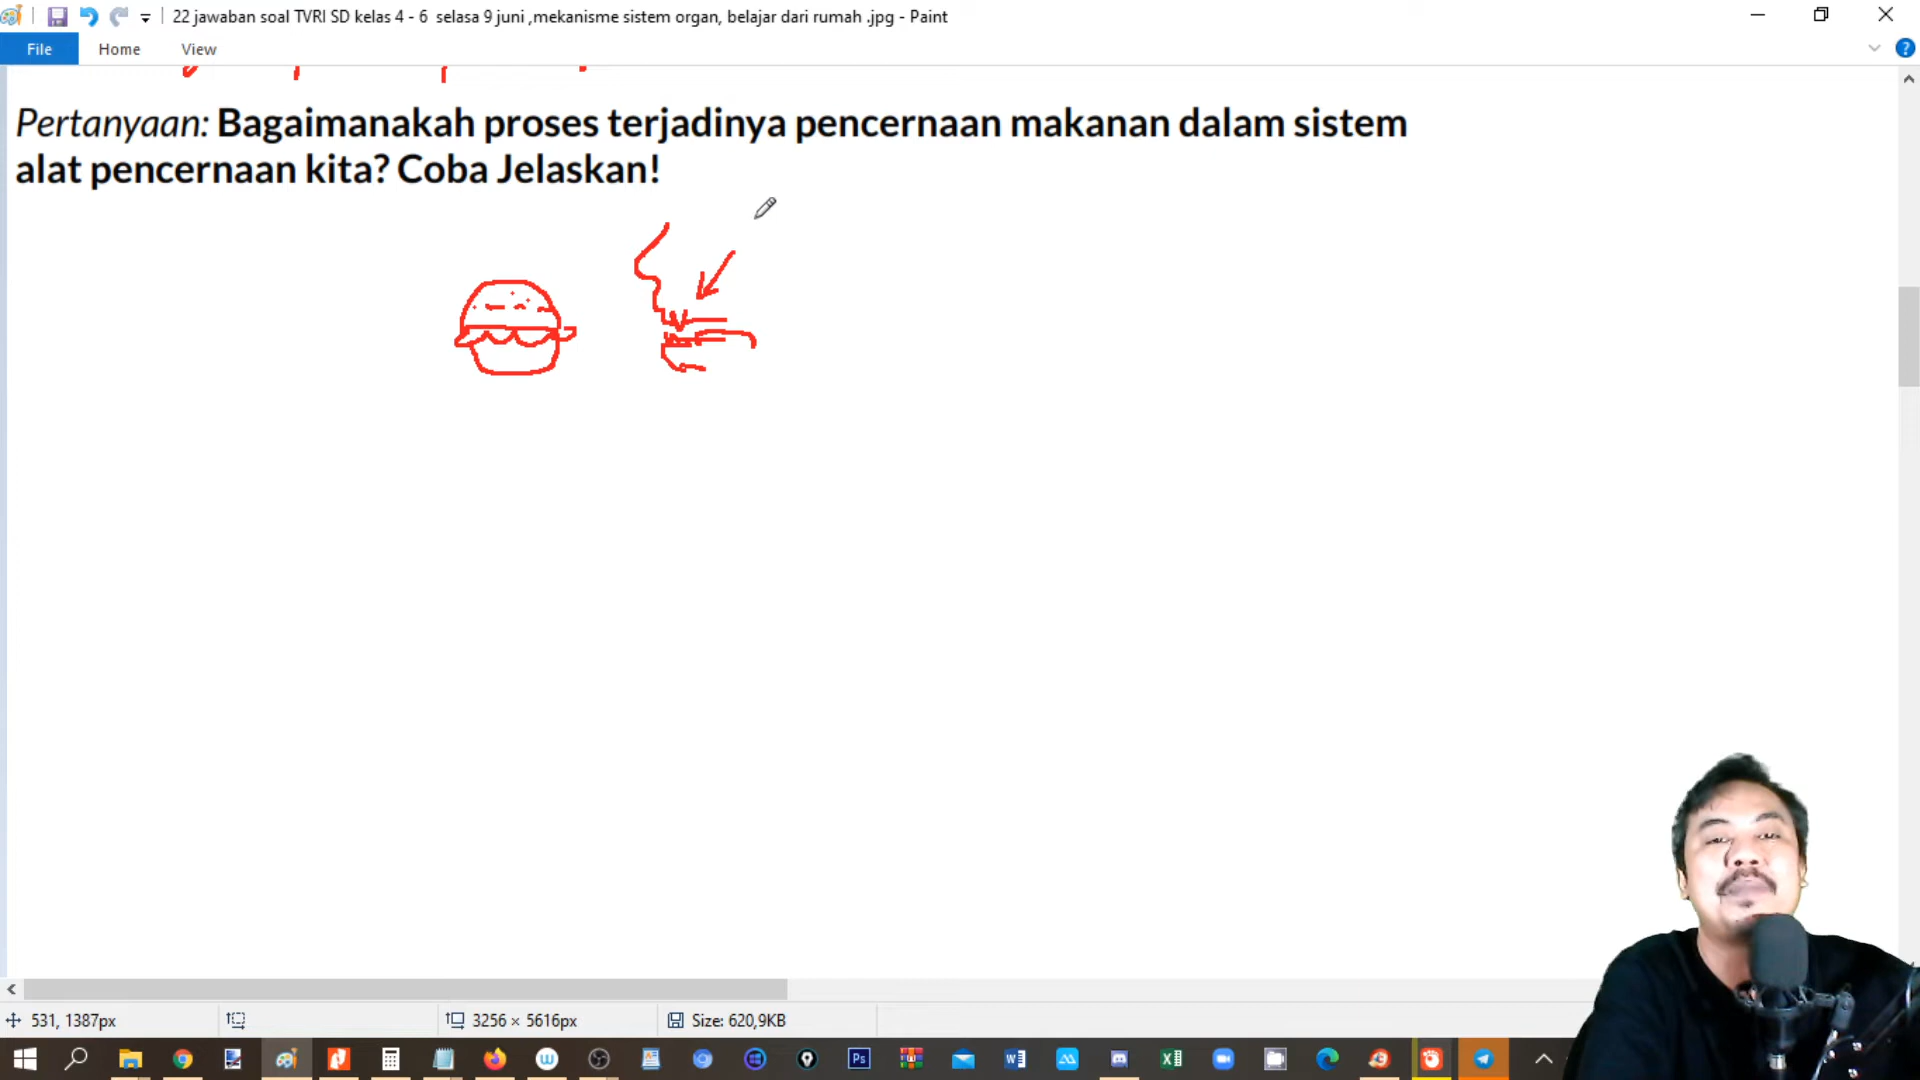 22 jawaban soal TVRI SD kelas 4 - 6 selasa 9 juni ,mekanisme sistem organ, belajar dari rumah .jpg - Paint
File Home View
Pertanyaan: Bagaimanakah proses terjadinya pencernaan makanan dalam sistem
alat pencernaan kita? Coba Jelaskan!
531, 1387px 3256 × 5616px Size: 620,9KB